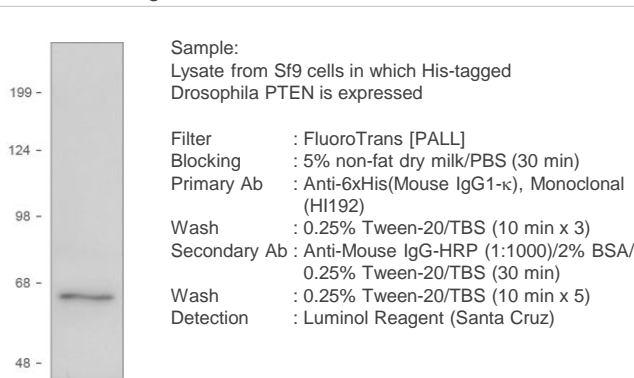 199 -
124 -
98 -
68 -
48 -
Sample:
Lysate from Sf9 cells in which His-tagged
Drosophila PTEN is expressed
Filter : FluoroTrans [PALL]
Blocking : 5% non-fat dry milk/PBS (30 min)
Primary Ab : Anti-6xHis(Mouse IgG1-κ), Monoclonal
(HI192)
Wash : 0.25% Tween-20/TBS (10 min x 3)
Secondary Ab : Anti-Mouse IgG-HRP (1:1000)/2% BSA/
0.25% Tween-20/TBS (30 min)
Wash : 0.25% Tween-20/TBS (10 min x 5)
Detection : Luminol Reagent (Santa Cruz)